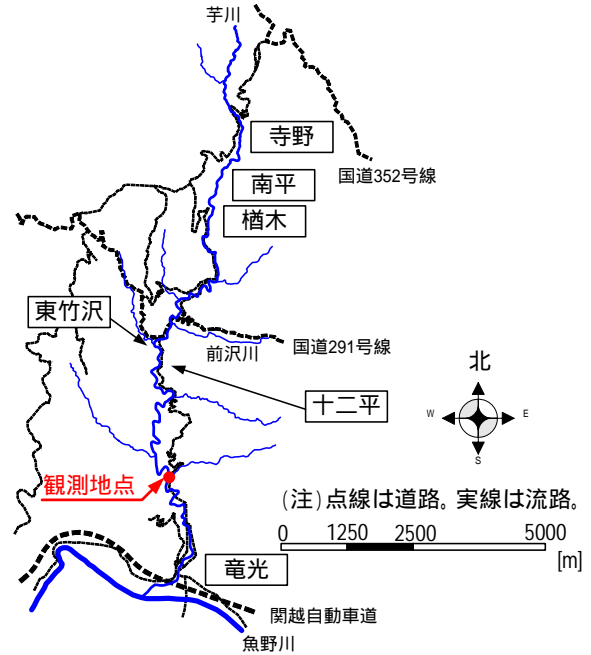 芋川
寺野
国道352号線
南平
楢木
東竹沢
前沢川
国道291号線
北
W
E
S
十二平
観測地点
(注)点線は道路。実線は流路。
0 1250 2500 5000
[m]
竜光
関越自動車道
魚野川